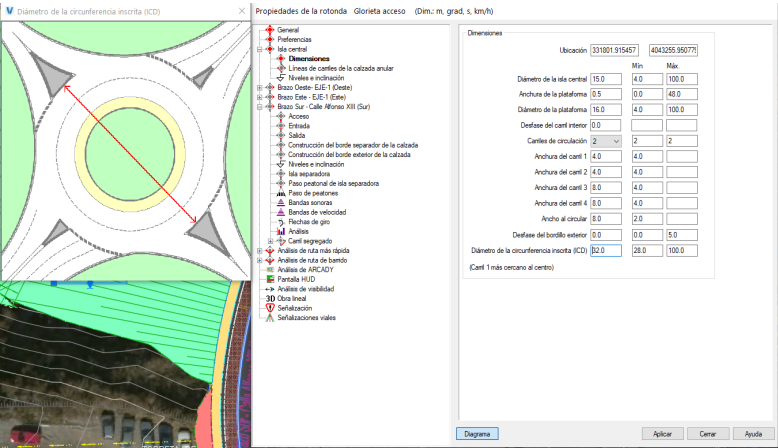 Diámetro de la circunferencia inscrita (ICD)
Propiedades de la rotonda Glorieta acceso (Dim.: m, grad, s, km/h)
General
Preferencias
Isla central
Dimensiones
Líneas de carriles de la calzada anular
Niveles e inclinación
Brazo Oeste- EJE-1 (Oeste)
Brazo Este - EJE-1 (Este)
Brazo Sur - Calle Alfonso XIII (Sur)
Acceso
Entrada
Salida
Construcción del borde separador de la calzada
Construcción del borde exterior de la calzada
Niveles e inclinación
Isla separadora
Paso peatonal de isla separadora
Paso de peatones
Bandas sonoras
Bandas de velocidad
Flechas de giro
Análisis
Carril segregado
Análisis de ruta más rápida
Análisis de ruta de barrido
Análisis de ARCADY
Pantalla HUD
Análisis de visibilidad
3D Obra lineal
Señalización
Señalizaciones viales
Dimensiones
Ubicación 331801.915457 4043255.950775
Mín Máx.
Diámetro de la isla central 15.0 4.0 100.0
Anchura de la plataforma 0.5 0.0 48.0
Diámetro de la plataforma 16.0 4.0 100.0
Desfase del carril interior 0.0
Carriles de circulación 2 2 2
Anchura del carril 1 4.0 4.0
Anchura del carril 2 4.0 4.0
Anchura del carril 3 8.0 4.0
Anchura del carril 4 8.0 4.0
Ancho al circular 8.0 2.0
Desfase del bordillo exterior 0.0 0.0 5.0
Diámetro de la circunferencia inscrita (ICD) 32.0 28.0 100.0
(Carril 1 más cercano al centro)
Diagrama Aplicar Cerrar Ayuda